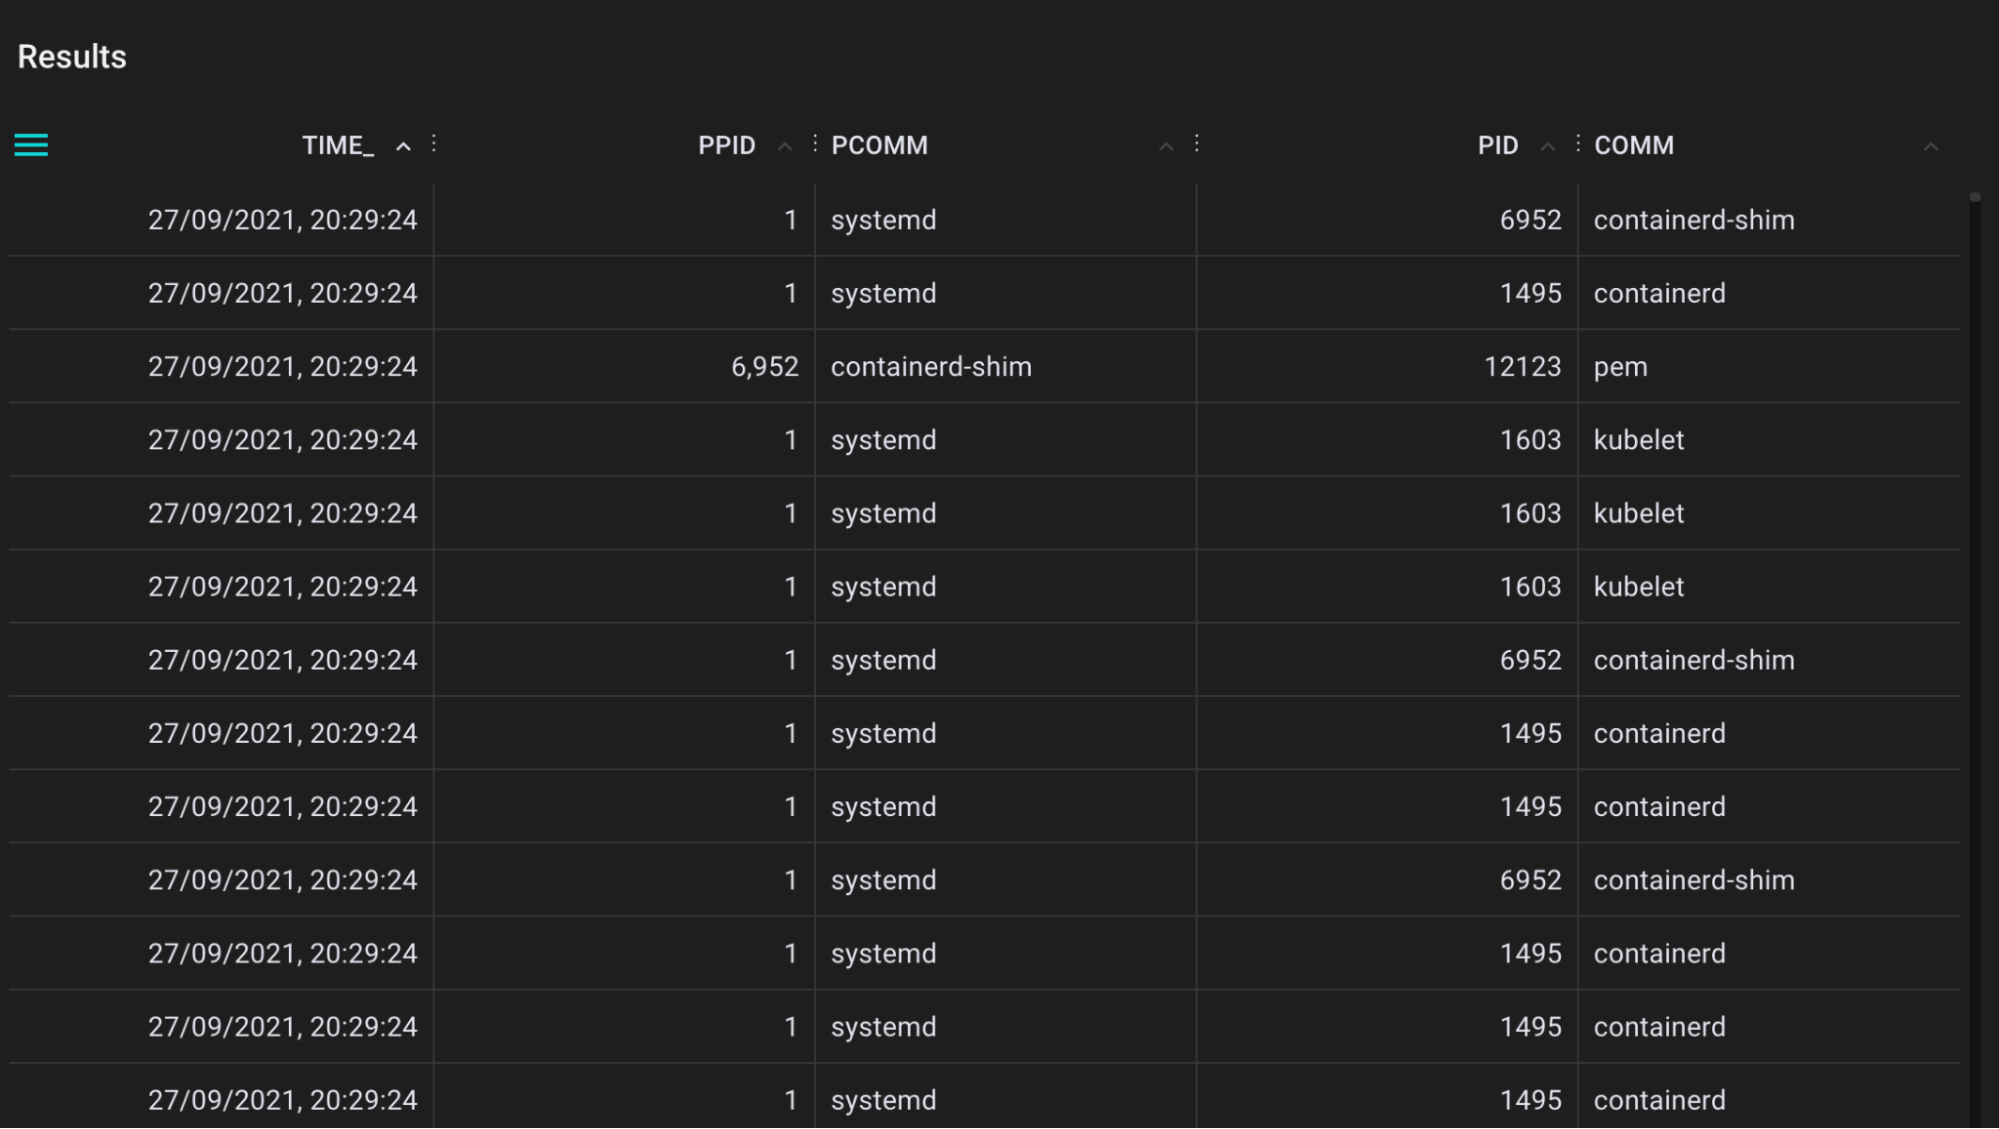 Results
TIME_ PPID PCOMM PID COMM
27/09/2021, 20:29:24 1 systemd 6952 containerd-shim
27/09/2021, 20:29:24 1 systemd 1495 containerd
27/09/2021, 20:29:24 6,952 containerd-shim 12123 pem
27/09/2021, 20:29:24 1 systemd 1603 kubelet
27/09/2021, 20:29:24 1 systemd 1603 kubelet
27/09/2021, 20:29:24 1 systemd 1603 kubelet
27/09/2021, 20:29:24 1 systemd 6952 containerd-shim
27/09/2021, 20:29:24 1 systemd 1495 containerd
27/09/2021, 20:29:24 1 systemd 1495 containerd
27/09/2021, 20:29:24 1 systemd 6952 containerd-shim
27/09/2021, 20:29:24 1 systemd 1495 containerd
27/09/2021, 20:29:24 1 systemd 1495 containerd
27/09/2021, 20:29:24 1 systemd 1495 containerd